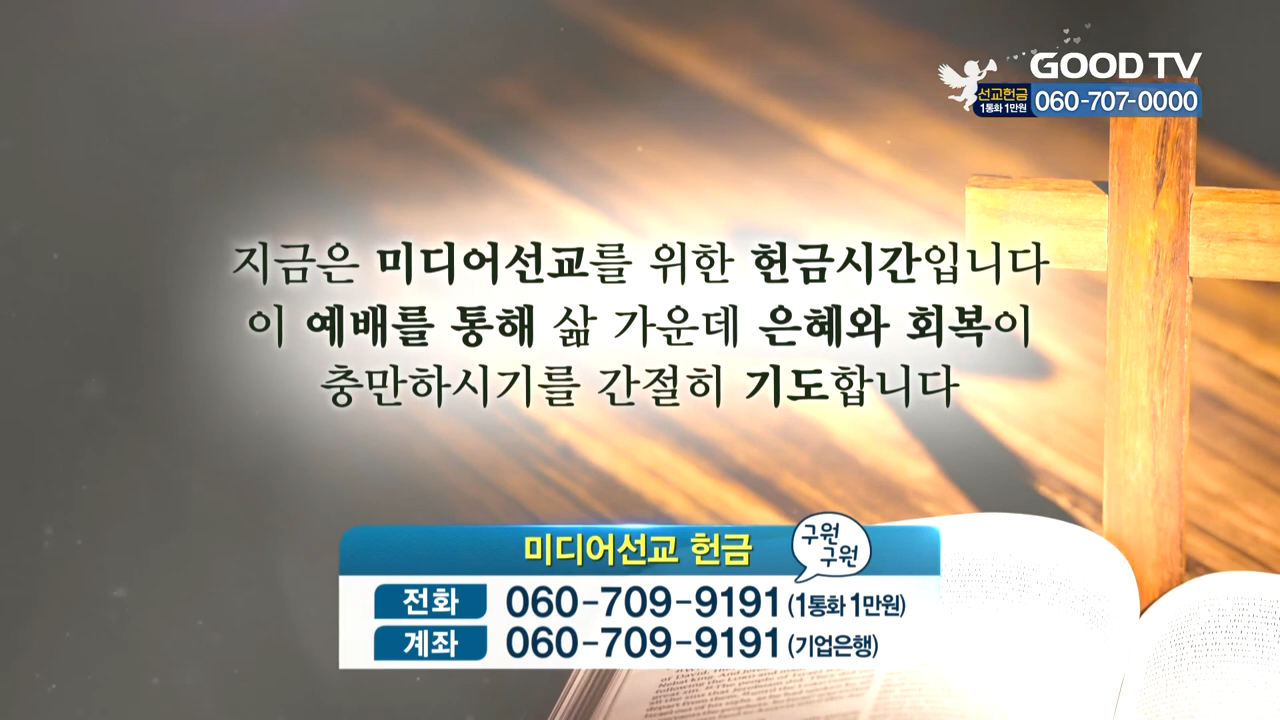 GOOD TV
선교헌금
1통화 1만원
060-707-0000
지금은 미디어선교를 위한 헌금시간입니다
이 예배를 통해 삶 가운데 은혜와 회복이
충만하시기를 간절히 기도합니다
미디어선교 헌금
구원
구원
전화 060-709-9191 (1통화 1만원)
계좌 060-709-9191 (기업은행)